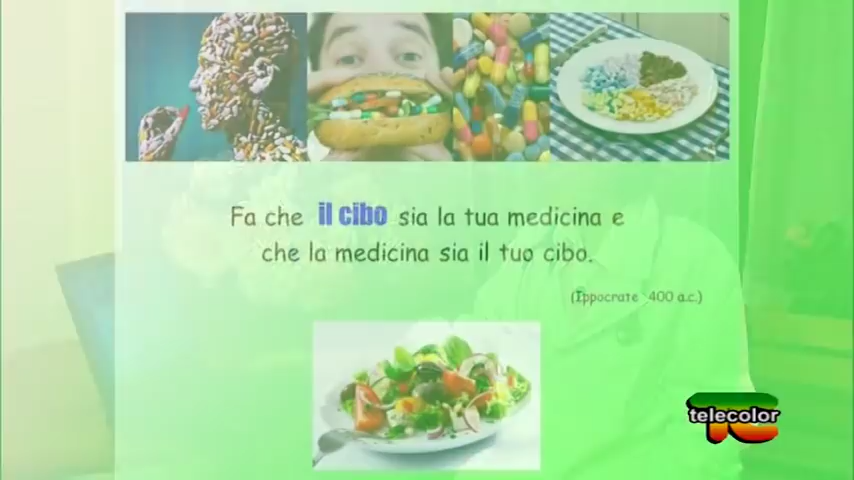 Fa che il cibo sia la tua medicina e
che la medicina sia il tuo cibo.
(Ippocrate 400 a.c.)
telecolor